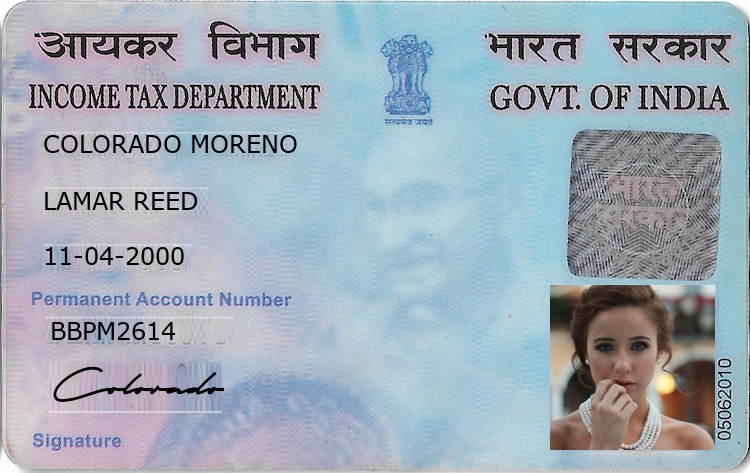 आयकर विभाग
भारत सरकार
INCOME TAX DEPARTMENT
GOVT. OF INDIA
सत्यमेव जयते
COLORADO MORENO
LAMAR REED
11-04-2000
भारत
सरकार
Permanent Account Number
BBPM2614
Colorado
Signature
05062010